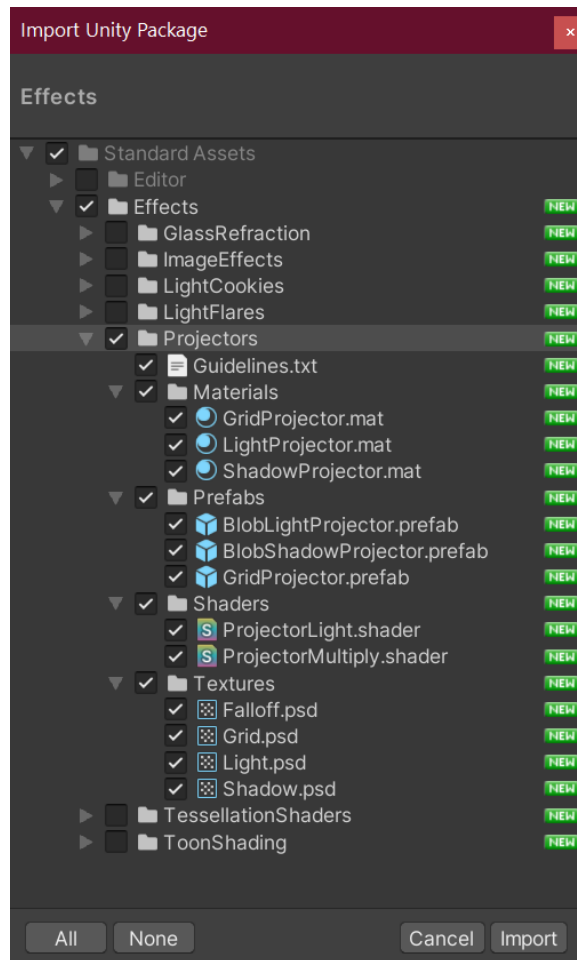 Import Unity Package
×
Effects
Standard Assets
Editor
Effects NEW
GlassRefraction NEW
ImageEffects NEW
LightCookies NEW
LightFlares NEW
Projectors NEW
Guidelines.txt NEW
Materials NEW
GridProjector.mat NEW
LightProjector.mat NEW
ShadowProjector.mat NEW
Prefabs NEW
BlobLightProjector.prefab NEW
BlobShadowProjector.prefab NEW
GridProjector.prefab NEW
Shaders NEW
S ProjectorLight.shader NEW
S ProjectorMultiply.shader NEW
Textures NEW
Falloff.psd NEW
Grid.psd NEW
Light.psd NEW
Shadow.psd NEW
TessellationShaders NEW
ToonShading NEW
All None Cancel Import